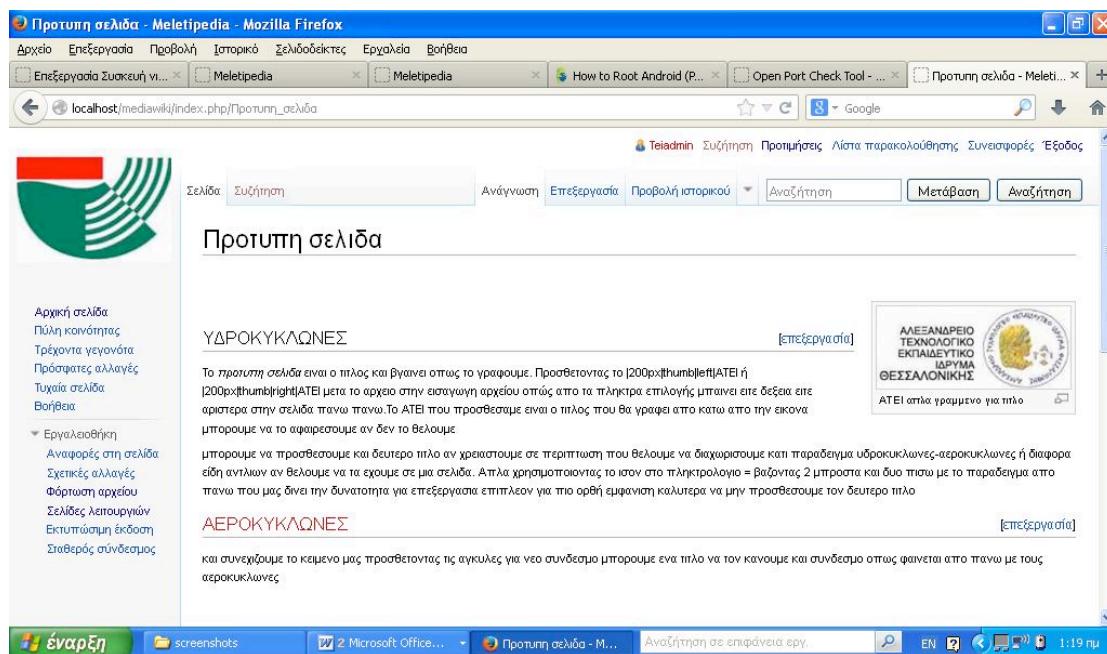 Προτυπη σελιδα - Meletipedia - Mozilla Firefox
Αρχείο Επεξεργασία Προβολή Ιστορικό Σελιδοδείκτες Εργαλεία Βοήθεια
Επεξεργασία Συσκευή νι... Meletipedia Meletipedia How to Root Android (P... Open Port Check Tool - ... Προτυπη σελιδα - Meleti...
localhost/mediawiki/index.php/Προτυπη_σελιδα Google
Teiadmin Συζήτηση Προτιμήσεις Λίστα παρακολούθησης Συνεισφορές Έξοδος
Σελίδα Συζήτηση Ανάγνωση Επεξεργασία Προβολή ιστορικού Αναζήτηση Μετάβαση Αναζήτηση
Προτυπη σελιδα
Αρχική σελίδα
Πύλη κοινότητας
Τρέχοντα γεγονότα
Πρόσφατες αλλαγές
Τυχαία σελίδα
Βοήθεια
Εργαλειοθήκη
Αναφορές στη σελίδα
Σχετικές αλλαγές
Φόρτωση αρχείου
Σελίδες λειτουργιών
Εκτυπώσιμη έκδοση
Σταθερός σύνδεσμος
ΥΔΡΟΚΥΚΛΩΝΕΣ [επεξεργασία]
Το προτυπη σελιδα ειναι ο τιτλος και βγαινει οπως το γραφουμε. Προσθετοντας το |200px|thumb|left|ATEI ή
|200px|thumb|right|ATEI μετα το αρχειο στην εισαγωγη αρχείου οπώς απο τα πληκτρα επιλογής μπαινει ειτε δεξεια ειτε
αριστερα στην σελιδα πανω πανω.Το ATEI που προσθεσαμε ειναι ο τιτλος που θα γραφει απο κατω απο την εικονα
μπορουμε να το αφαιρεσουμε αν δεν το θελουμε
ΑΛΕΞΑΝΔΡΕΙΟ
ΤΕΧΝΟΛΟΓΙΚΟ
ΕΚΠΑΙΔΕΥΤΙΚΟ
ΙΔΡΥΜΑ
ΘΕΣΣΑΛΟΝΙΚΗΣ
ATEI απλα γραμμενο για τιτλο
μπορουμε να προσθεσουμε και δευτερο τιτλο αν χρειαστουμε σε περιπτωση που θελουμε να διαχωρισουμε κατι παραδειγμα υδροκυκλωνες-αεροκυκλωνες ή διαφορα
είδη αντλιων αν θελουμε να τα εχουμε σε μια σελιδα. Απλα χρησιμοποιοντας το ισον στο πληκτρολογιο = βαζοντας 2 μπροστα και δυο πισω με το παραδειγμα απο
πανω που μας δινει την δυνατοτητα για επεξεργασια επιπλεον για πιο ορθή εμφανιση καλυτερα να μην προσθεσουμε τον δευτερο τιτλο
ΑΕΡΟΚΥΚΛΩΝΕΣ [επεξεργασία]
και συνεχιζουμε το κειμενο μας προσθετοντας τις αγκυλες για νεο συνδεσμο μπορουμε ενα τιτλο να τον κανουμε και συνδεσμο οπως φαινεται απο πανω με τους
αεροκυκλωνες
έναρξη screenshots 2 Microsoft Office... Προτυπη σελιδα - M... Αναζήτηση σε επιφάνεια εργ. EN 1:19 πμ